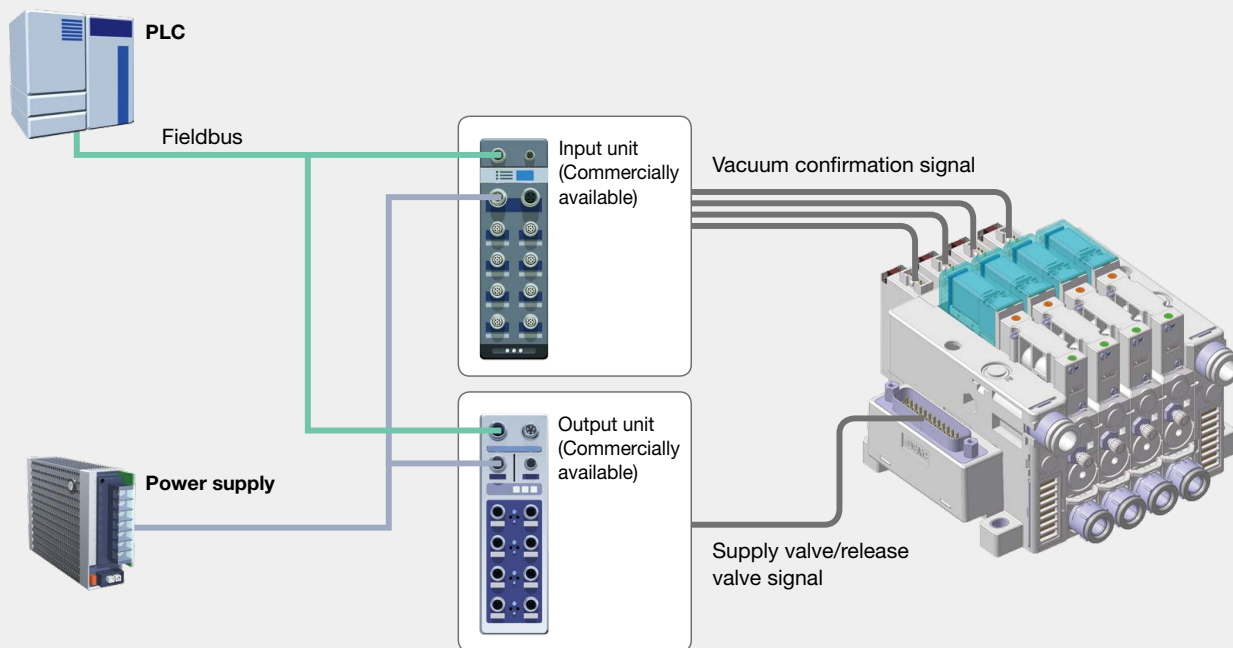 PLC
Fieldbus
Input unit
(Commercially
available)
Vacuum confirmation signal
Output unit
(Commercially
available)
Power supply
Supply valve/release
valve signal